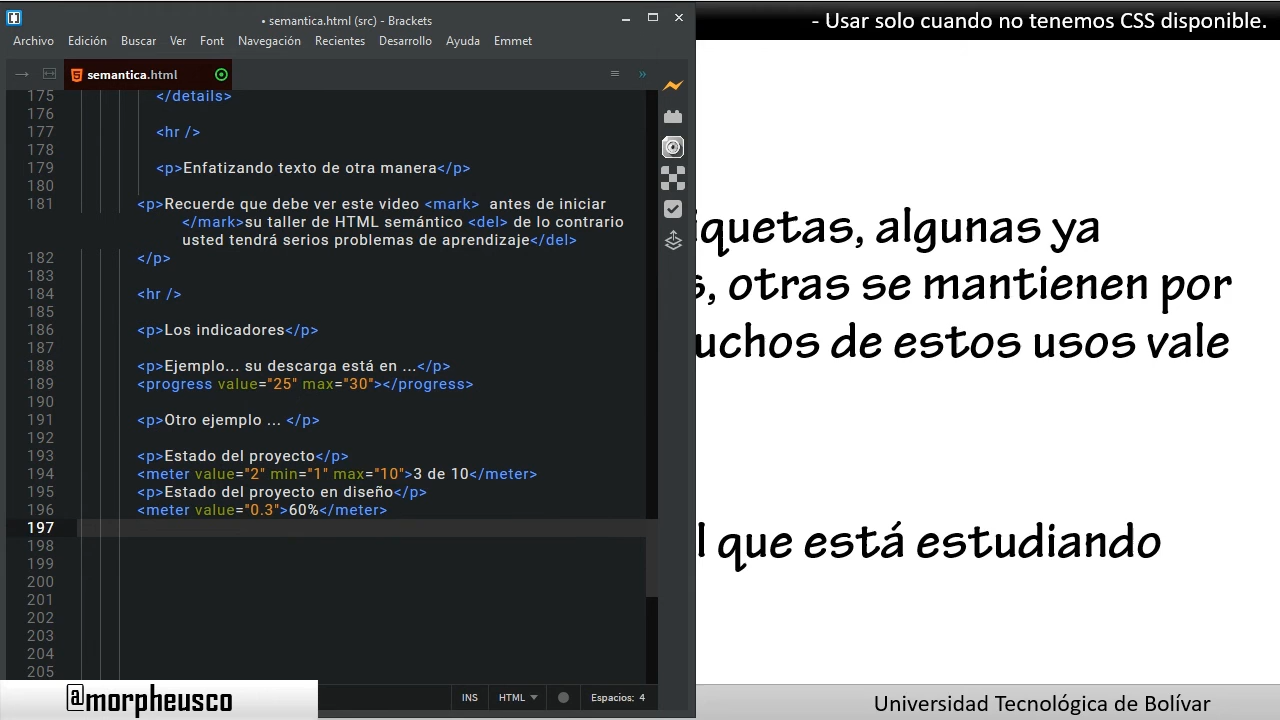 • semantica.html (src) - Brackets
Archivo Edición Buscar Ver Font Navegación Recientes Desarrollo Ayuda Emmet
semantica.html
175 </details>
176
177 <hr />
178
179 <p>Enfatizando texto de otra manera</p>
180
181 <p>Recuerde que debe ver este video <mark> antes de iniciar
</mark>su taller de HTML semántico <del> de lo contrario
usted tendrá serios problemas de aprendizaje</del>
182 </p>
183
184 <hr />
185
186 <p>Los indicadores</p>
187
188 <p>Ejemplo... su descarga está en ...</p>
189 <progress value="25" max="30"></progress>
190
191 <p>Otro ejemplo ... </p>
192
193 <p>Estado del proyecto</p>
194 <meter value="2" min="1" max="10">3 de 10</meter>
195 <p>Estado del proyecto en diseño</p>
196 <meter value="0.3">60%</meter>
197
198
199
200
201
202
203
204
205
INS HTML Espacios: 4
@morpheusco
- Usar solo cuando no tenemos CSS disponible.
iquetas, algunas ya
s, otras se mantienen por
uchos de estos usos vale
l que está estudiando
Universidad Tecnológica de Bolívar